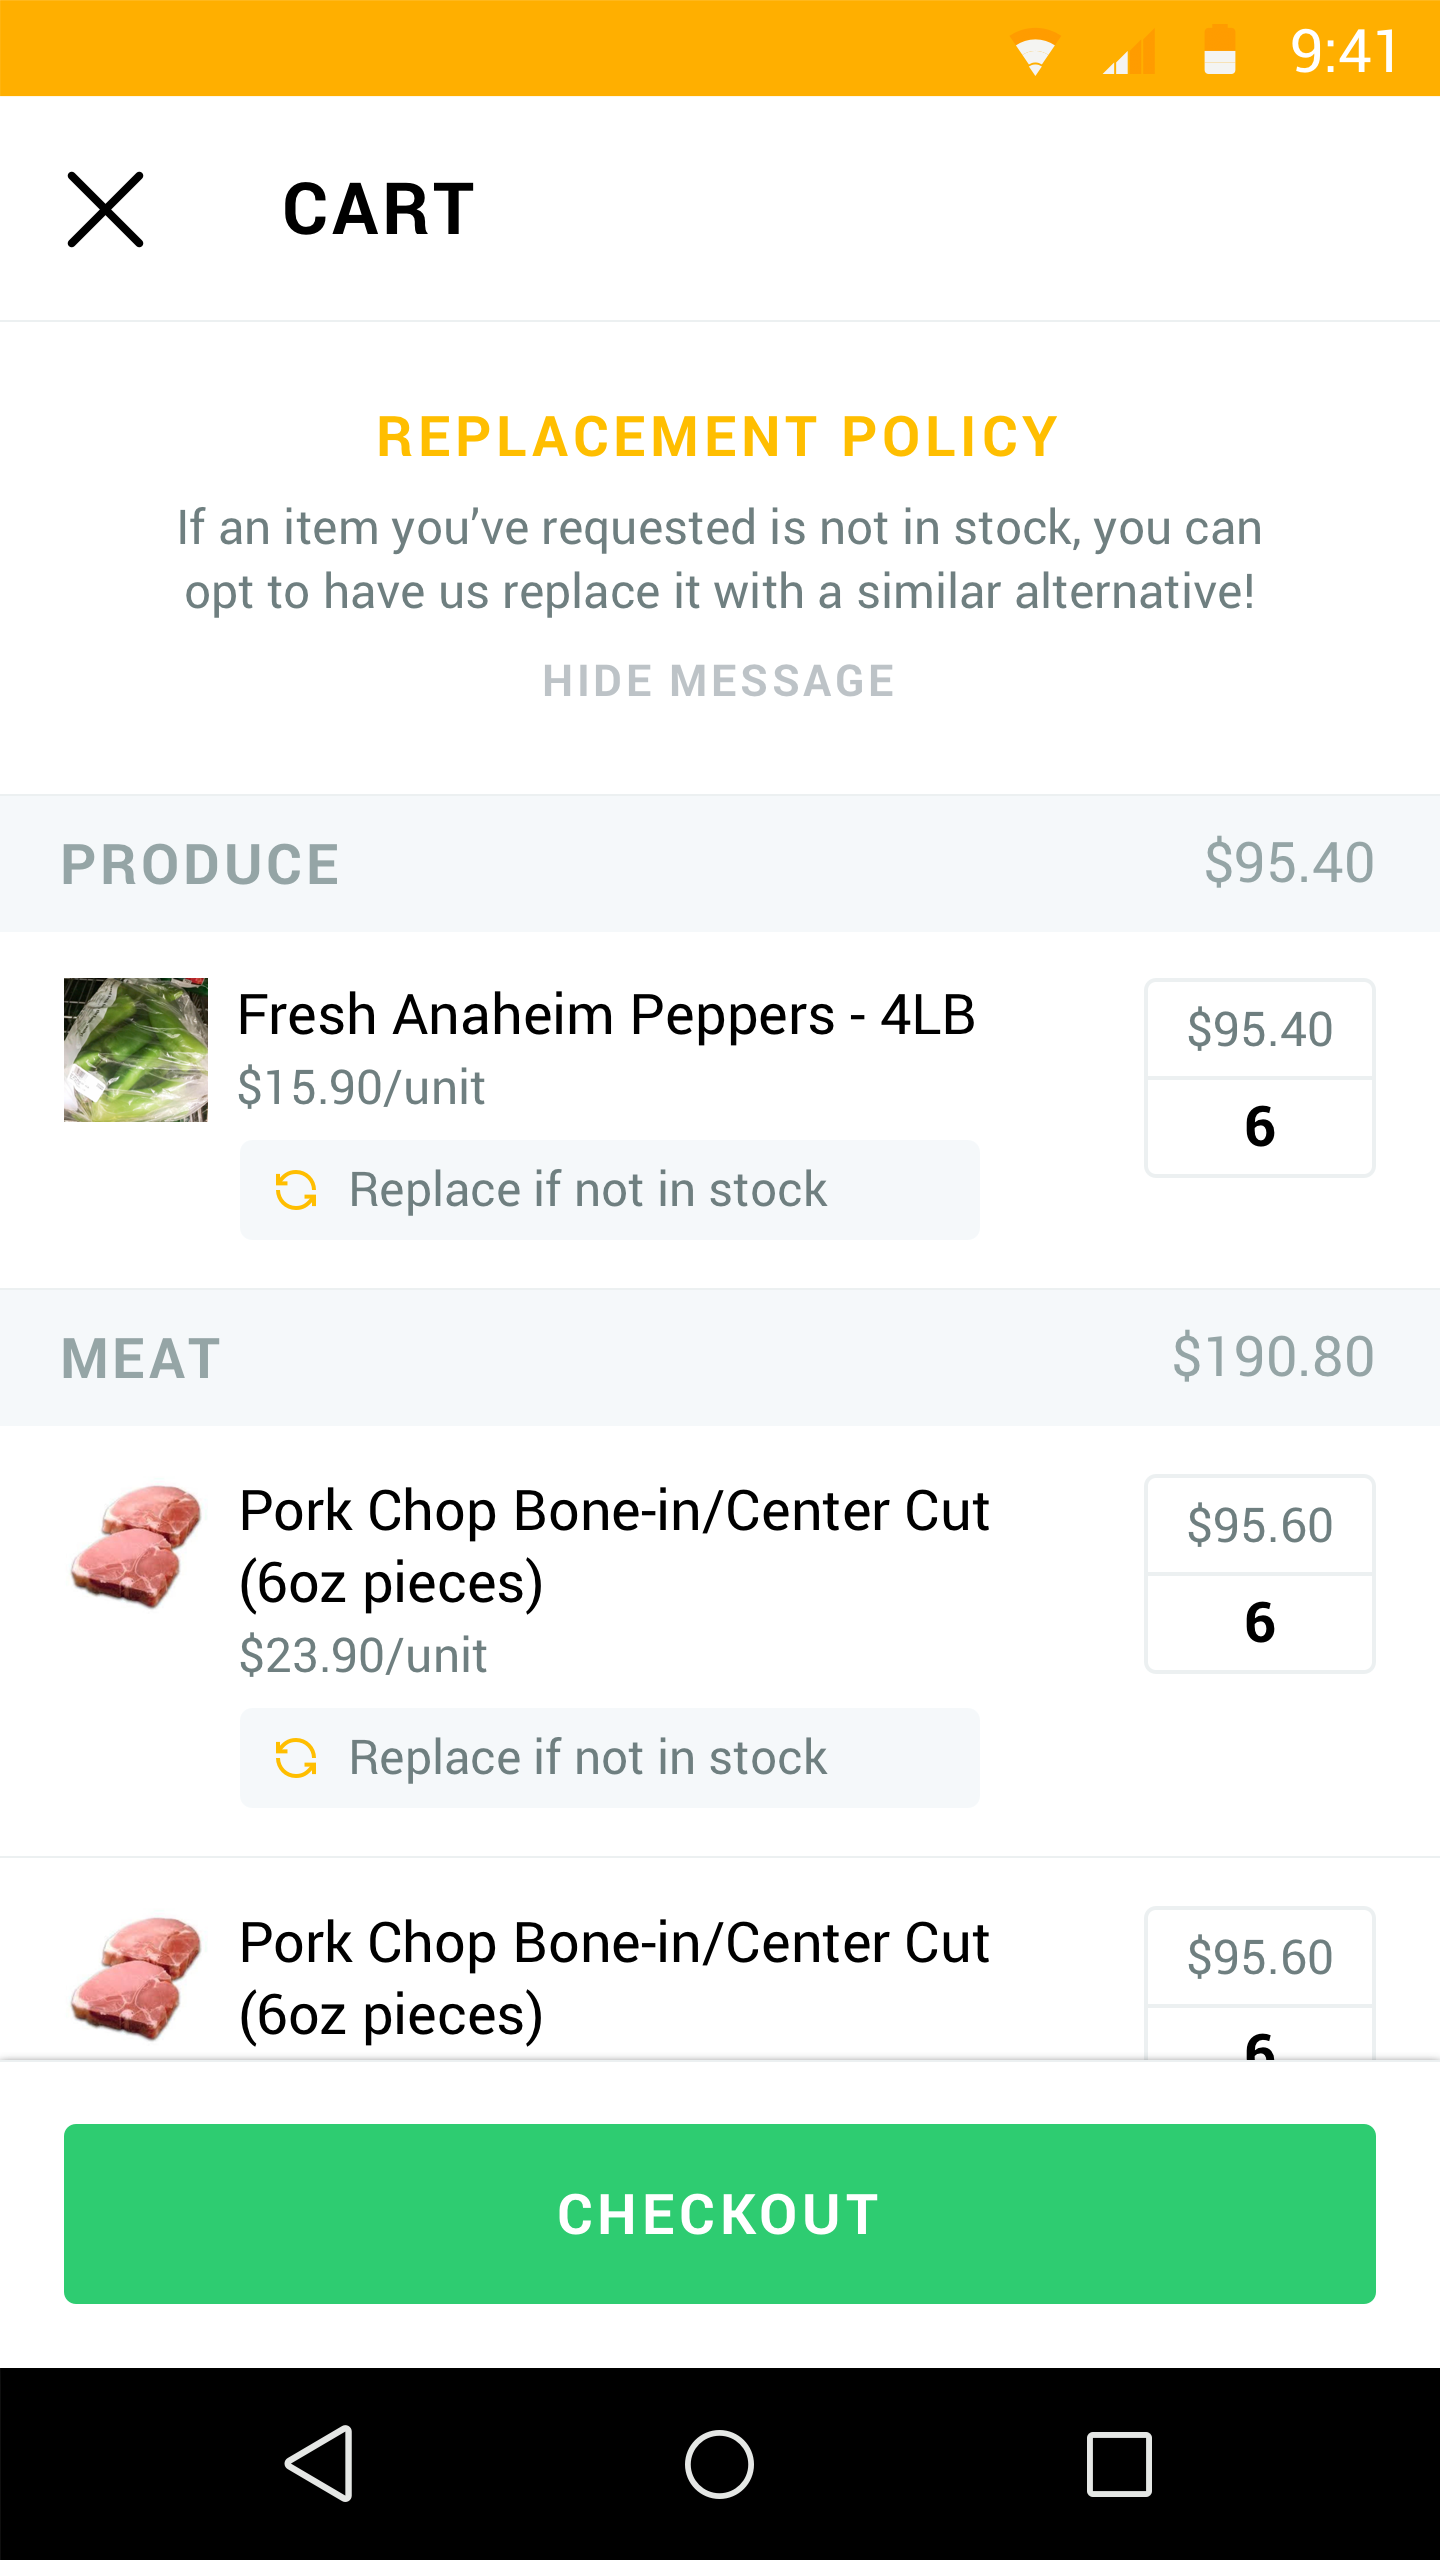 9:41
CART
REPLACEMENT POLICY
If an item you’ve requested is not in stock, you can
opt to have us replace it with a similar alternative!
HIDE MESSAGE
PRODUCE $95.40
Fresh Anaheim Peppers - 4LB $95.40
$15.90/unit
6
Replace if not in stock
MEAT $190.80
Pork Chop Bone-in/Center Cut $95.60
(6oz pieces)
6
$23.90/unit
Replace if not in stock
Pork Chop Bone-in/Center Cut $95.60
(6oz pieces)
6
CHECKOUT